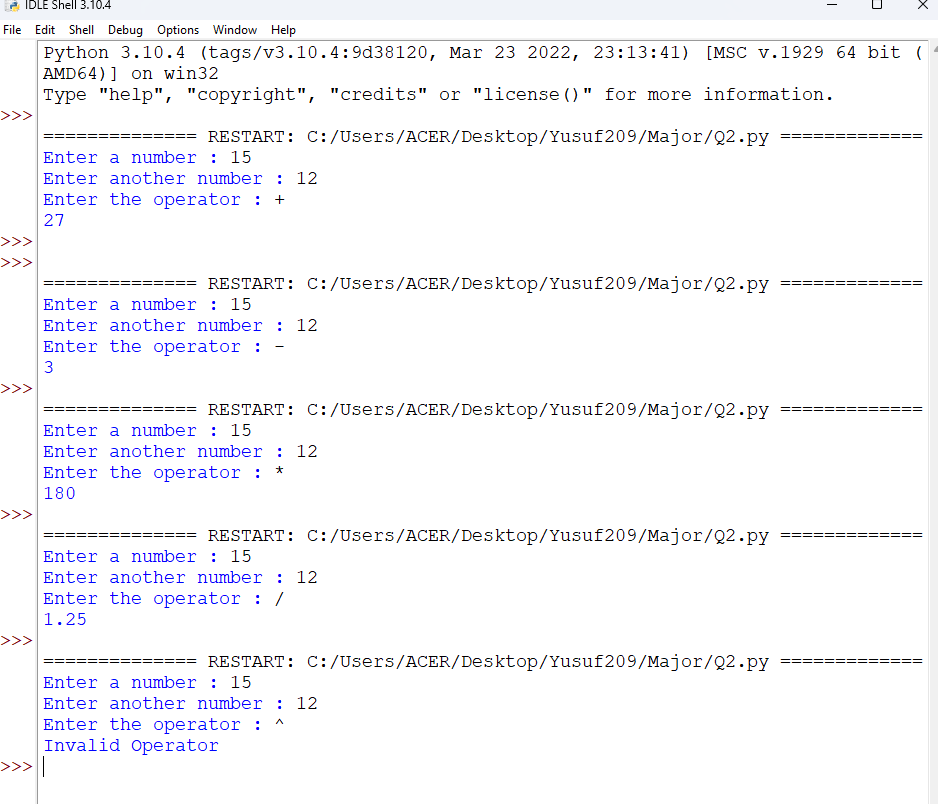 IDLE Shell 3.10.4
File Edit Shell Debug Options Window Help
Python 3.10.4 (tags/v3.10.4:9d38120, Mar 23 2022, 23:13:41) [MSC v.1929 64 bit (
AMD64)] on win32
Type "help", "copyright", "credits" or "license()" for more information.
>>>
============== RESTART: C:/Users/ACER/Desktop/Yusuf209/Major/Q2.py =============
Enter a number : 15
Enter another number : 12
Enter the operator : +
27
>>>
>>>
============== RESTART: C:/Users/ACER/Desktop/Yusuf209/Major/Q2.py =============
Enter a number : 15
Enter another number : 12
Enter the operator : -
3
>>>
============== RESTART: C:/Users/ACER/Desktop/Yusuf209/Major/Q2.py =============
Enter a number : 15
Enter another number : 12
Enter the operator : *
180
>>>
============== RESTART: C:/Users/ACER/Desktop/Yusuf209/Major/Q2.py =============
Enter a number : 15
Enter another number : 12
Enter the operator : /
1.25
>>>
============== RESTART: C:/Users/ACER/Desktop/Yusuf209/Major/Q2.py =============
Enter a number : 15
Enter another number : 12
Enter the operator : ^
Invalid Operator
>>>